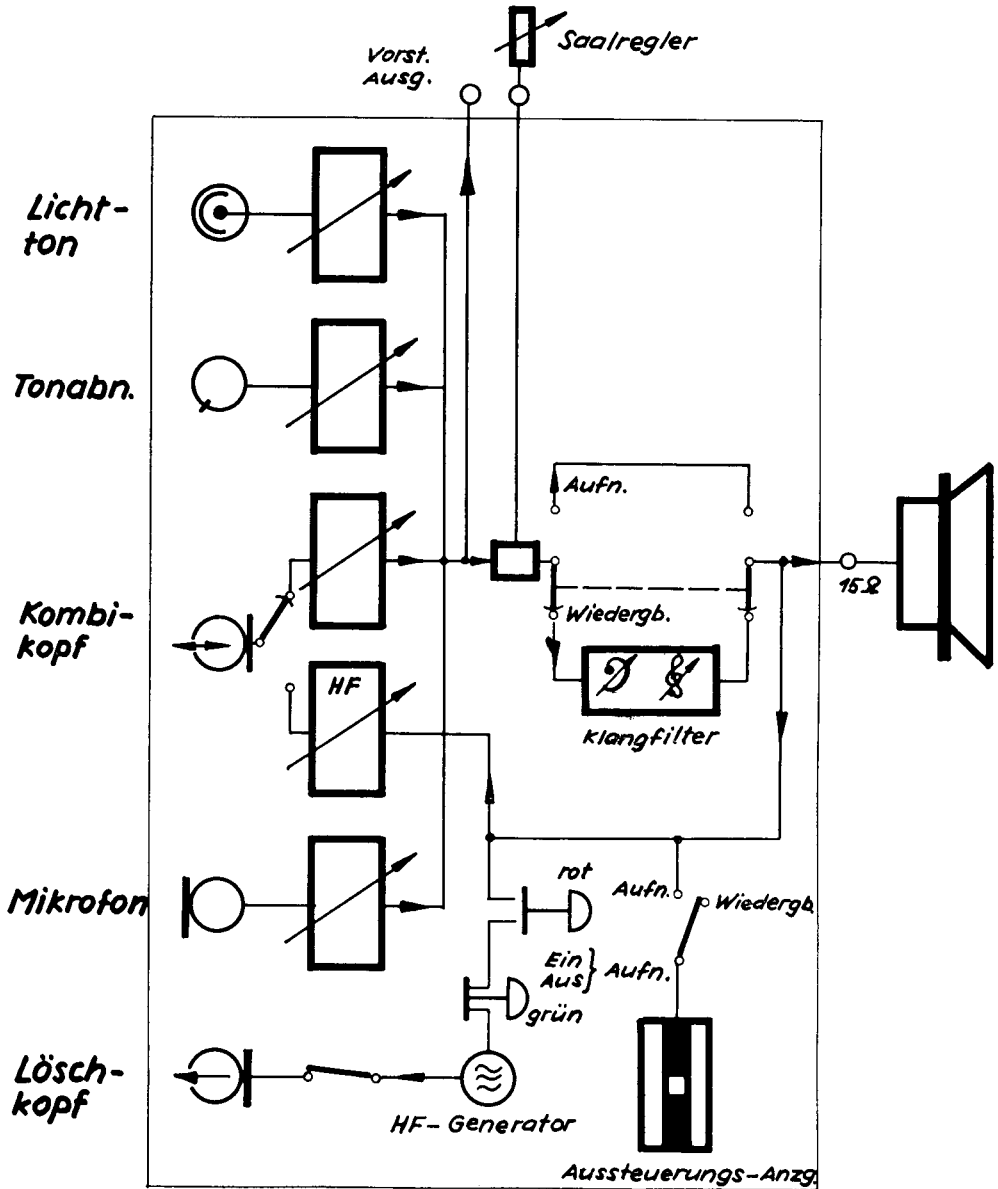 Vorst.
Ausg.
Saalregler
Licht-
ton
Tonabn.
Aufn.
Kombi-
kopf
Wiedergb.
15Ω
HF
Klangfilter
Mikrofon
rot
Aufn.
Wiedergb.
Ein
Aus } Aufn.
grün
Lösch-
kopf
HF-Generator
Aussteuerungs-Anzg.